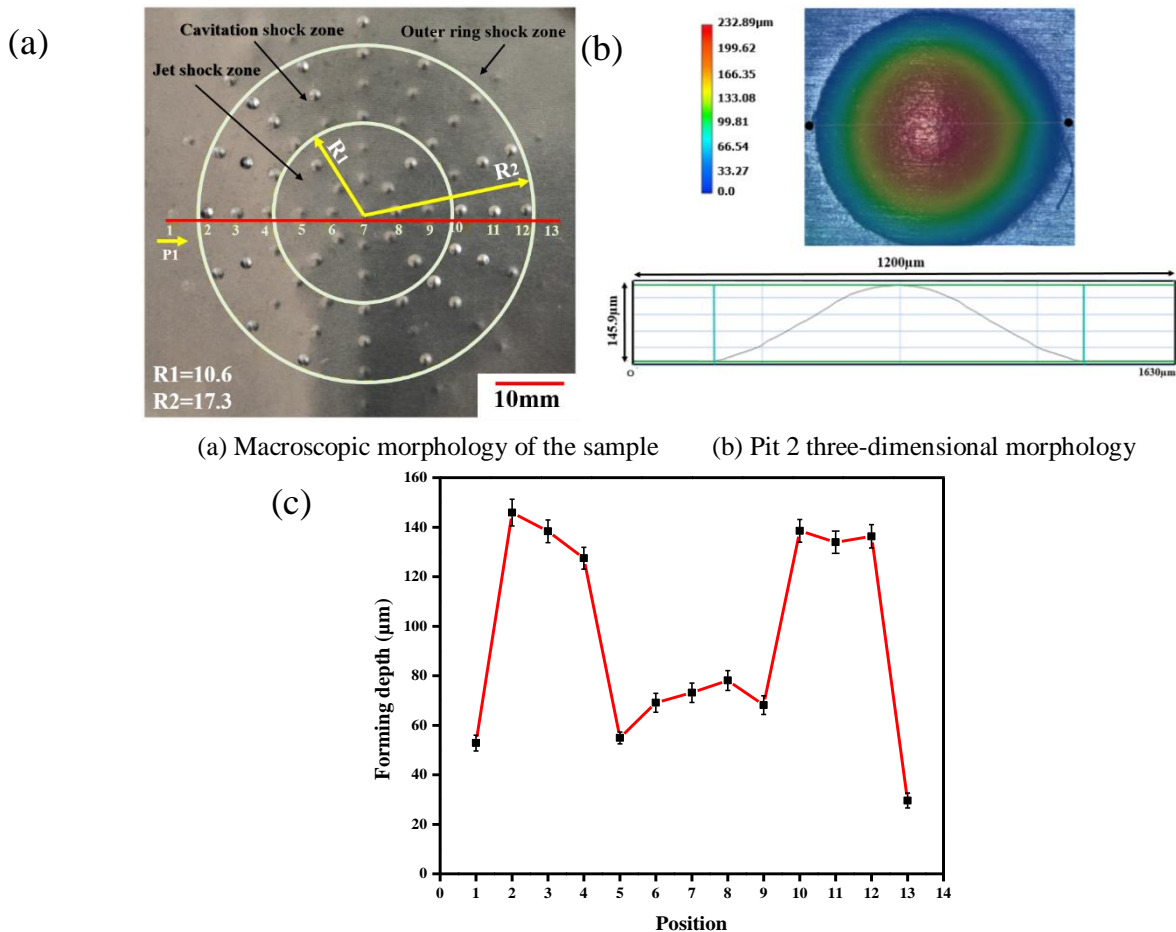 (a)
Cavitation shock zone
Outer ring shock zone
Jet shock zone
R1
R2
1 2 3 4 5 6 7 8 9 10 11 12 13
P1
R1=10.6
R2=17.3
10mm
(b)
232.89μm
199.62
166.35
133.08
99.81
66.54
33.27
0.0
1200μm
145.9μm
O
1630μm
(a) Macroscopic morphology of the sample
(b) Pit 2 three-dimensional morphology
(c)
160
140
120
100
80
60
40
20
0
Forming depth (μm)
0 1 2 3 4 5 6 7 8 9 10 11 12 13 14
Position